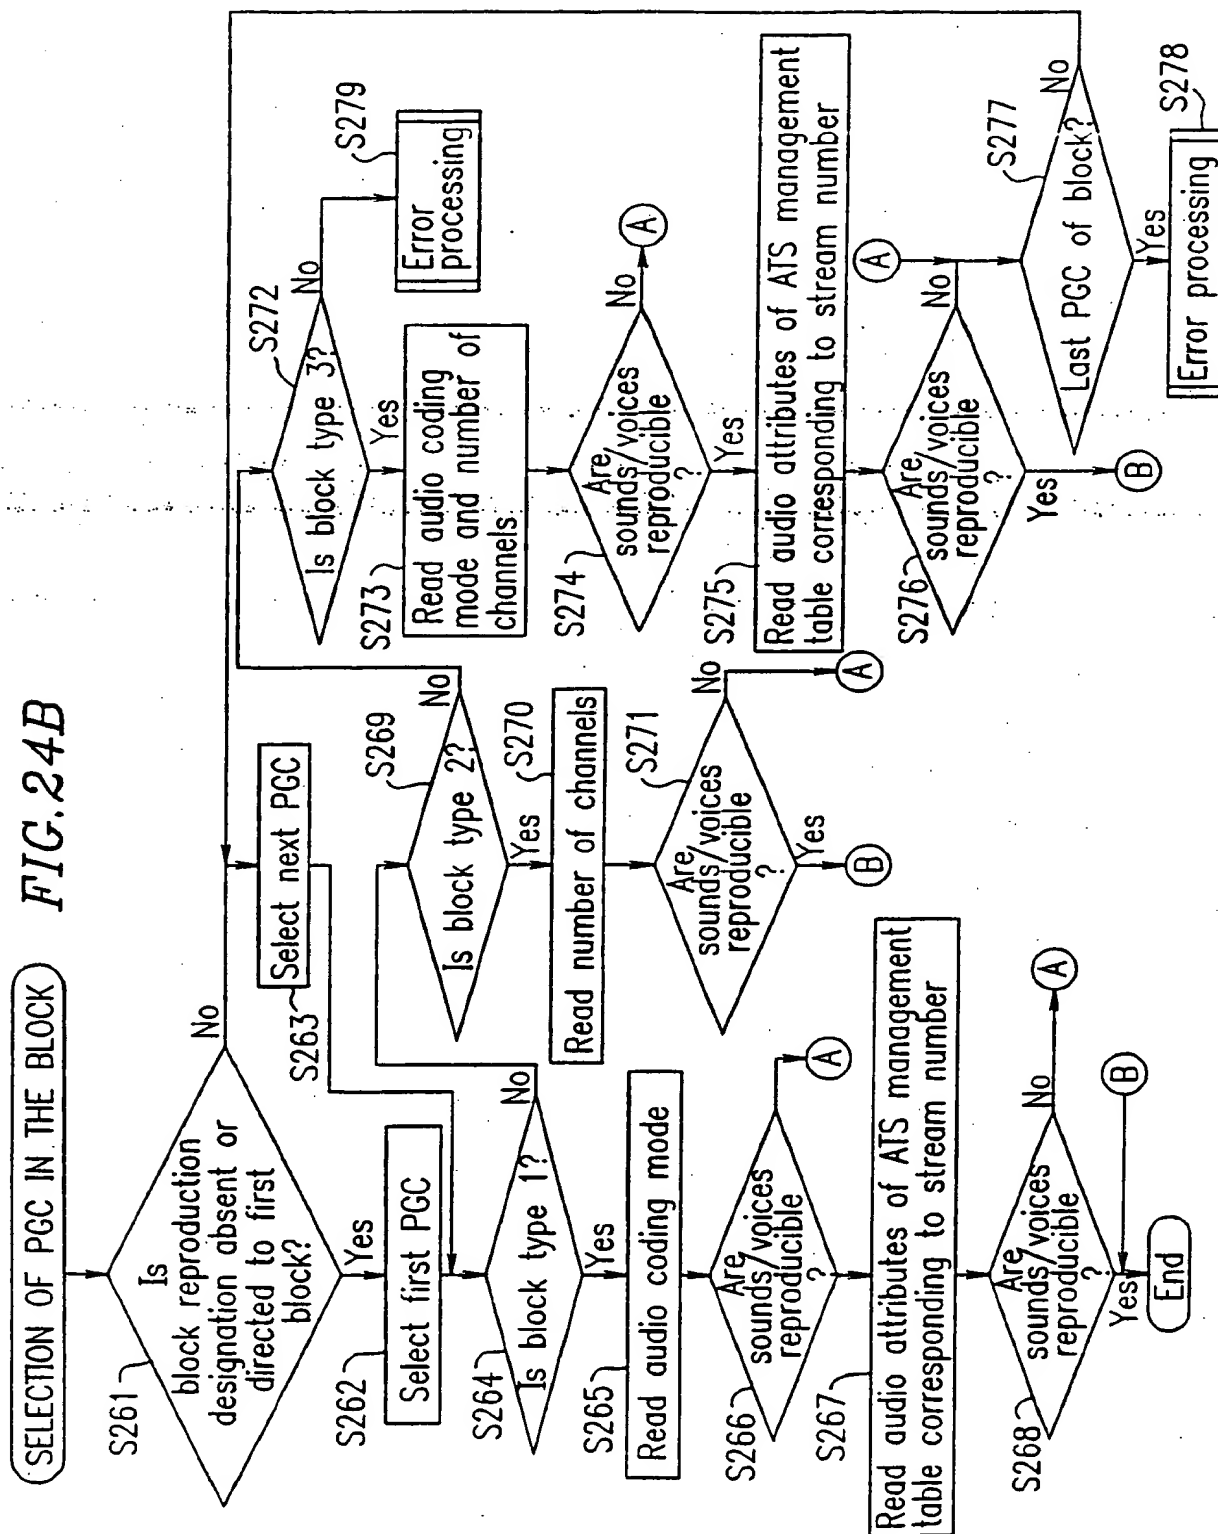 FIG.24B
SELECTION OF PGC IN THE BLOCK
S261
Is
block reproduction
designation absent or
directed to first
block?
No
Yes
S262
Select first PGC
S263
Select next PGC
S264
Is block type 1?
No
Yes
S265
Read audio coding mode
S266
Are
sounds/voices
reproducible
?
A
S267
Read audio attributes of ATS management
table corresponding to stream number
S268
Are
sounds/voices
reproducible
?
No
A
Yes
B
End
S269
Is block type 2?
No
Yes
S270
Read number of channels
S271
Are
sounds/voices
reproducible
?
No
A
Yes
B
S272
Is block type 3?
No
Yes
S279
Error
processing
S273
Read audio coding
mode and number of
channels
S274
Are
sounds/voices
reproducible
?
No
A
Yes
S275
Read audio attributes of ATS management
table corresponding to stream number
S276
Are
sounds/voices
reproducible
?
No
A
Yes
B
S277
Last PGC of block?
No
Yes
S278
Error processing